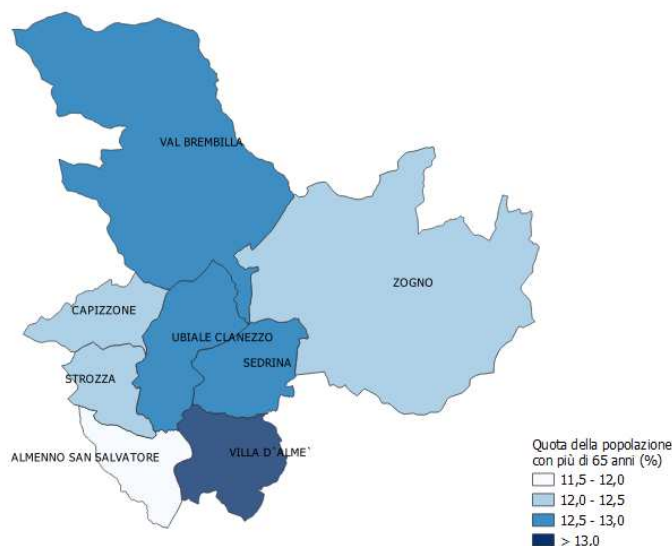 VAL BREMBILLA
ZOGNO
CAPIZZONE
UBIALE CLANEZZO
SEDRINA
STROZZA
ALMENNO SAN SALVATORE
VILLA D`ALME`
Quota della popolazione
con più di 65 anni (%)
11,5 - 12,0
12,0 - 12,5
12,5 - 13,0
> 13,0